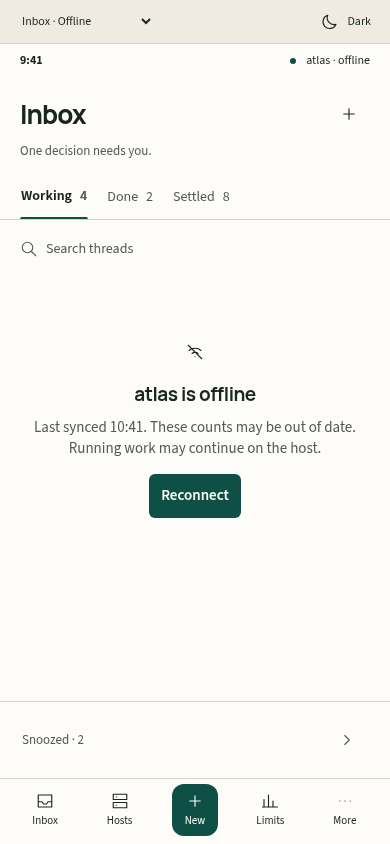 Inbox · Offline
Dark
9:41
atlas · offline
Inbox
One decision needs you.
Working 4
Done 2
Settled 8
Search threads
atlas is offline
Last synced 10:41. These counts may be out of date.
Running work may continue on the host.
Reconnect
Snoozed · 2
Inbox
Hosts
New
Limits
More